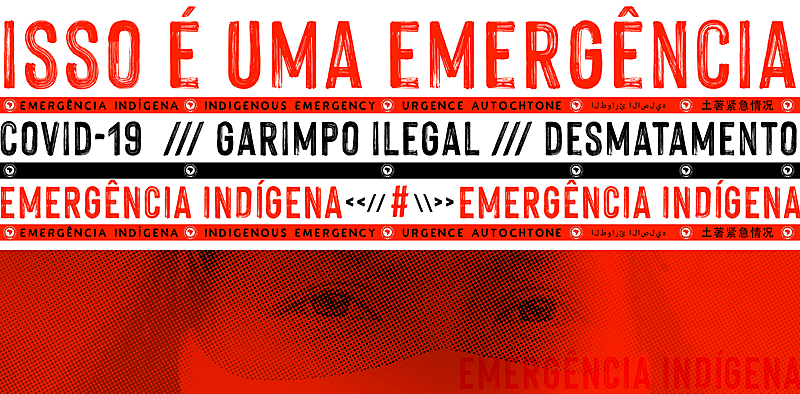 ISSO É UMA EMERGÊNCIA
EMERGÊNCIA INDÍGENA INDIGENOUS EMERGENCY URGENCE AUTOCHTONE 土著紧急情况
COVID-19 /// GARIMPO ILEGAL /// DESMATAMENTO
EMERGÊNCIA INDÍGENA <<// # \\>> EMERGÊNCIA INDÍGENA
EMERGÊNCIA INDÍGENA INDIGENOUS EMERGENCY URGENCE AUTOCHTONE 土著紧急情况
EMERGÊNCIA INDÍGENA